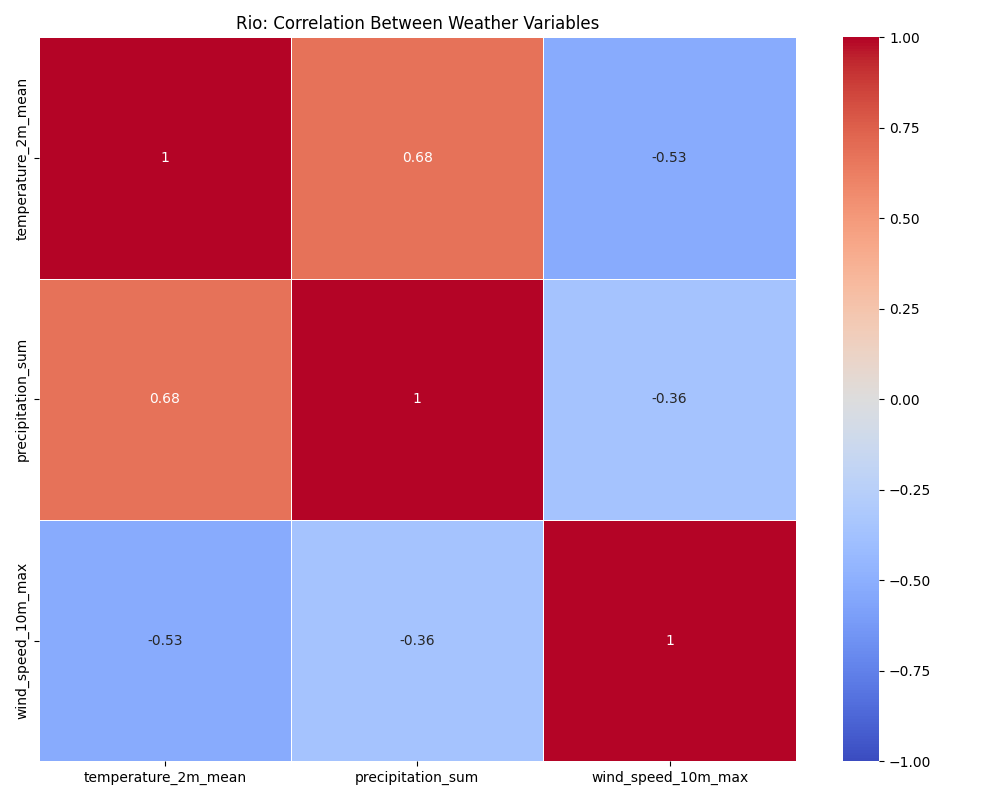 Rio: Correlation Between Weather Variables
temperature_2m_mean
precipitation_sum
wind_speed_10m_max
1
0.68
-0.53
0.68
1
-0.36
-0.53
-0.36
1
temperature_2m_mean
precipitation_sum
wind_speed_10m_max
1.00
0.75
0.50
0.25
0.00
−0.25
−0.50
−0.75
−1.00